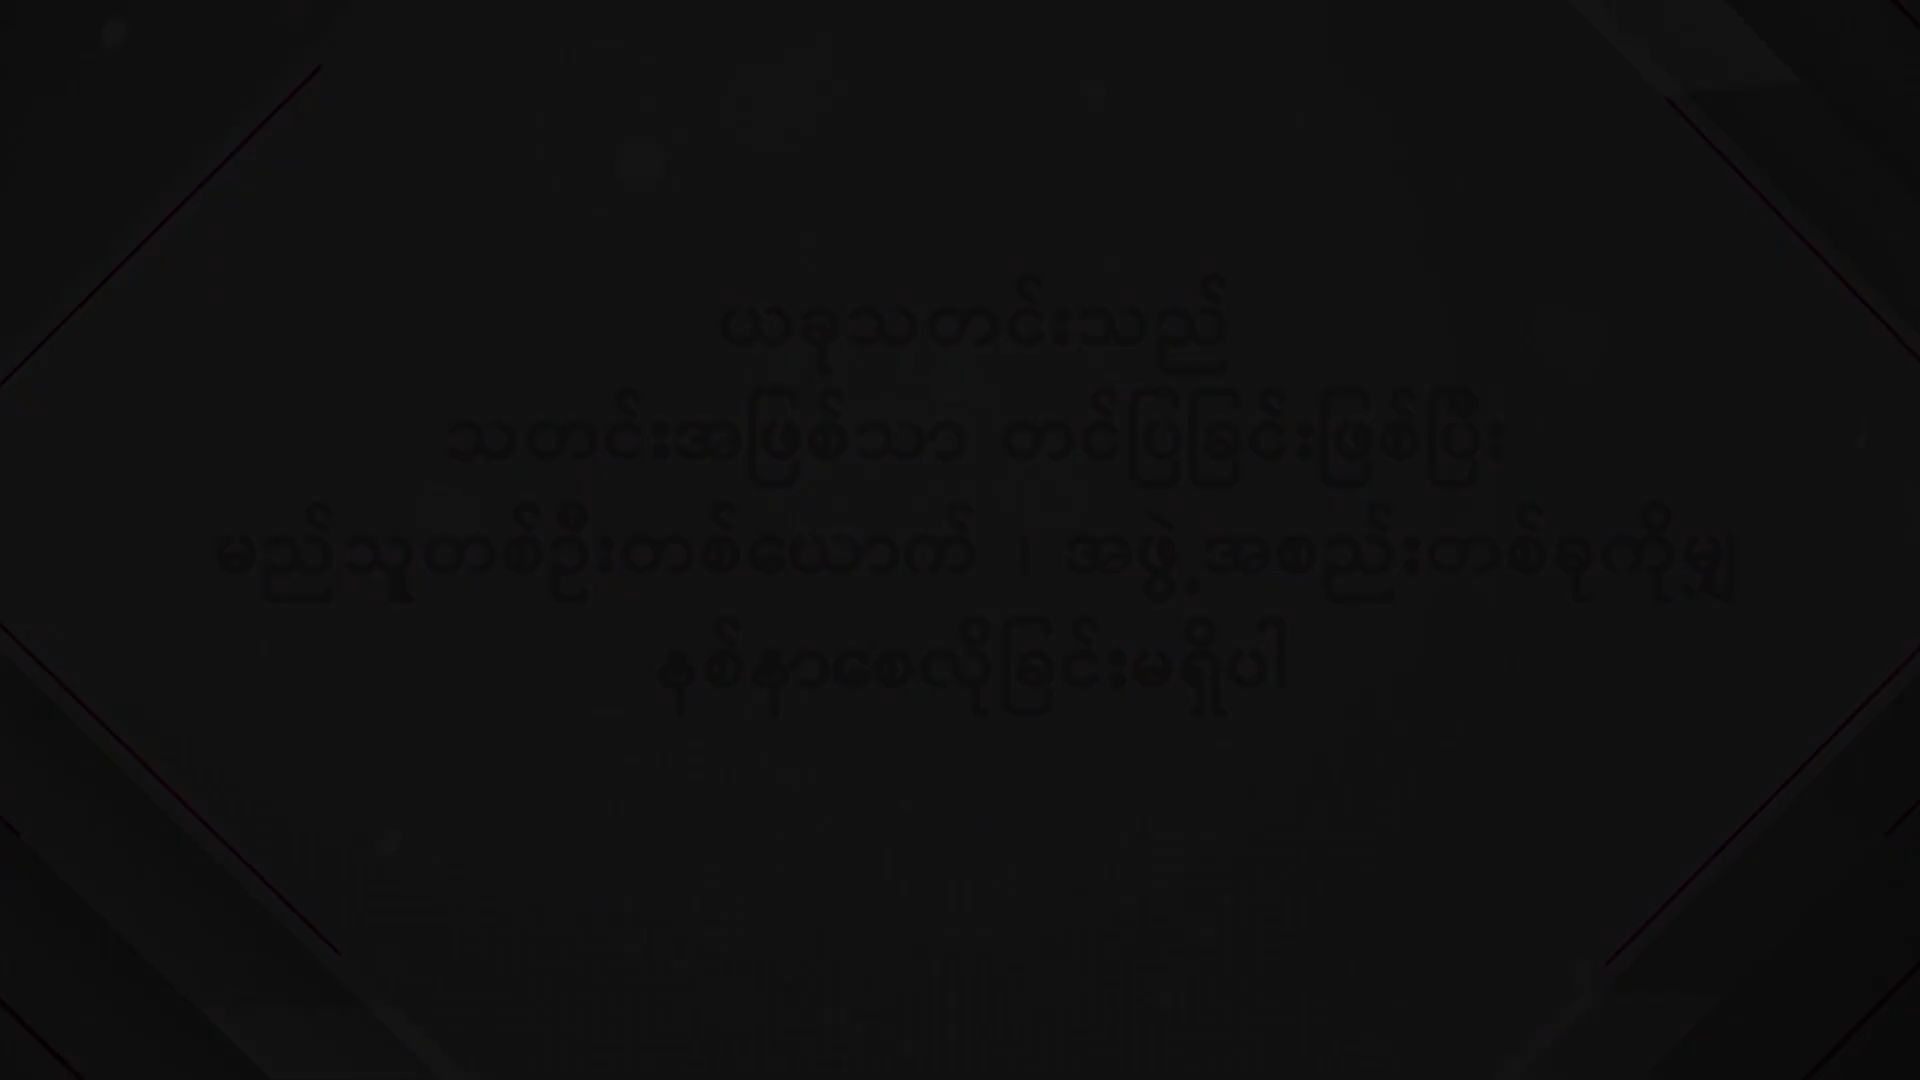 ယခုသတင်းသည်
သတင်းအဖြစ်သာ တင်ပြခြင်းဖြစ်ပြီး
မည်သူတစ်ဦးတစ်ယောက် ၊ အဖွဲ့အစည်းတစ်ခုကိုမျှ
နစ်နာစေလိုခြင်းမရှိပါ